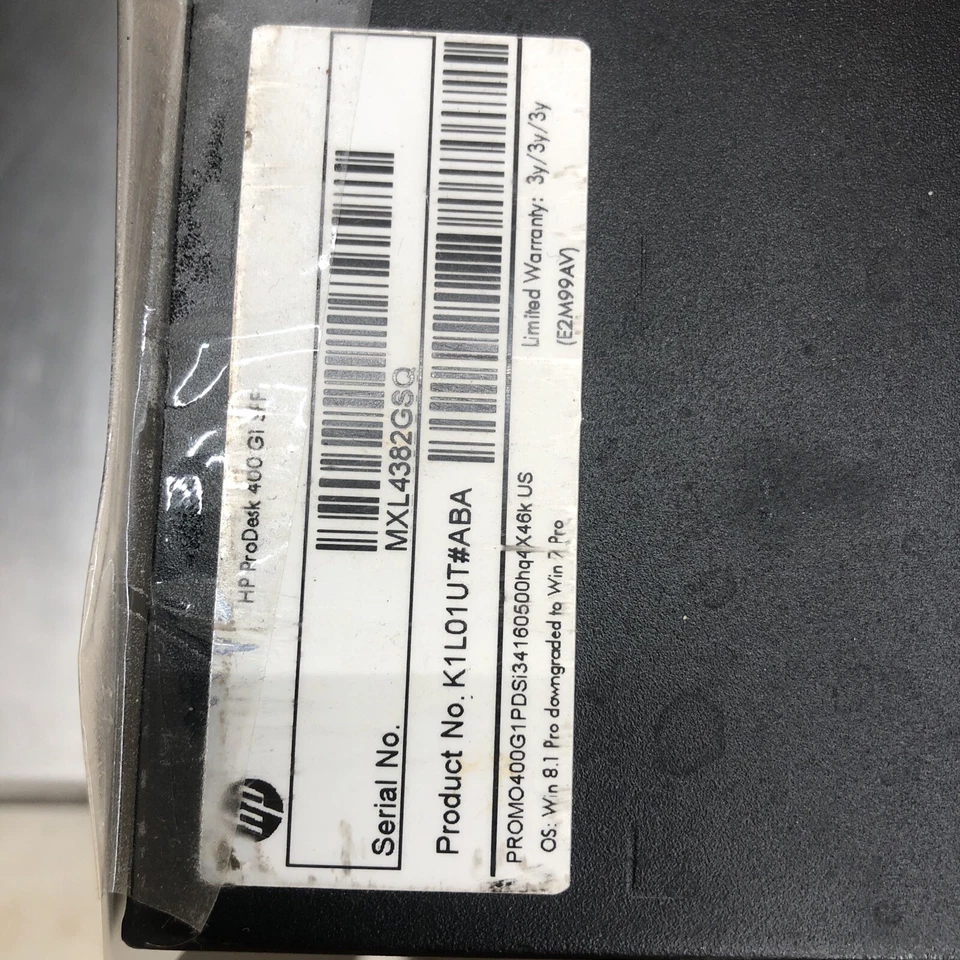 hp
HP ProDesk 400 G1 SFF
Serial No.
MXL4382GSQ
Product No. K1L01UT#ABA
PROMO400G1PDSi34160500hq4X46k US
Limited Warranty: 3y/3y/3y
OS: Win 8.1 Pro downgraded to Win 7 Pro
(E2M99AV)